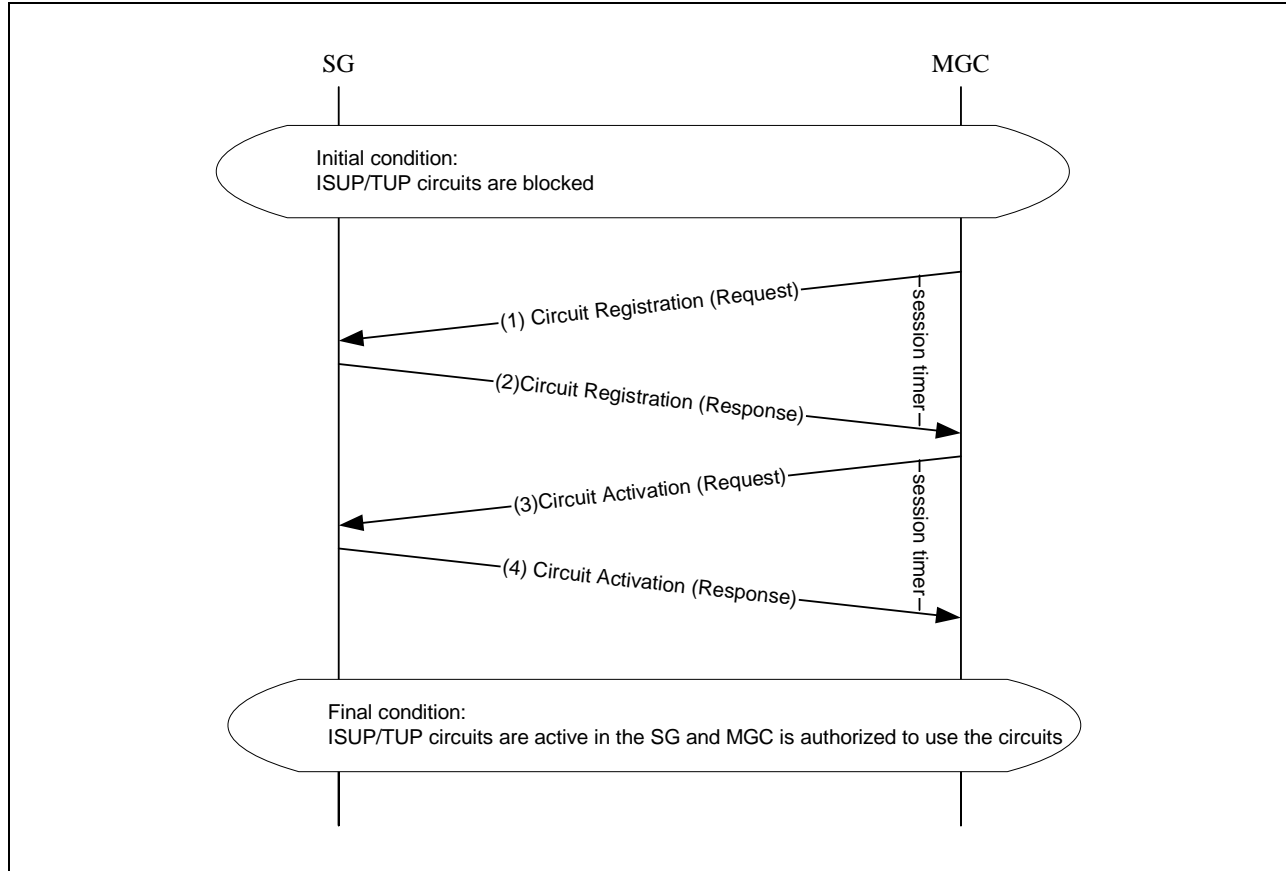 SG
MGC
Initial condition:
ISUP/TUP circuits are blocked
(1) Circuit Registration (Request)
session timer
(2)Circuit Registration (Response)
(3)Circuit Activation (Request)
session timer
(4) Circuit Activation (Response)
Final condition:
ISUP/TUP circuits are active in the SG and MGC is authorized to use the circuits